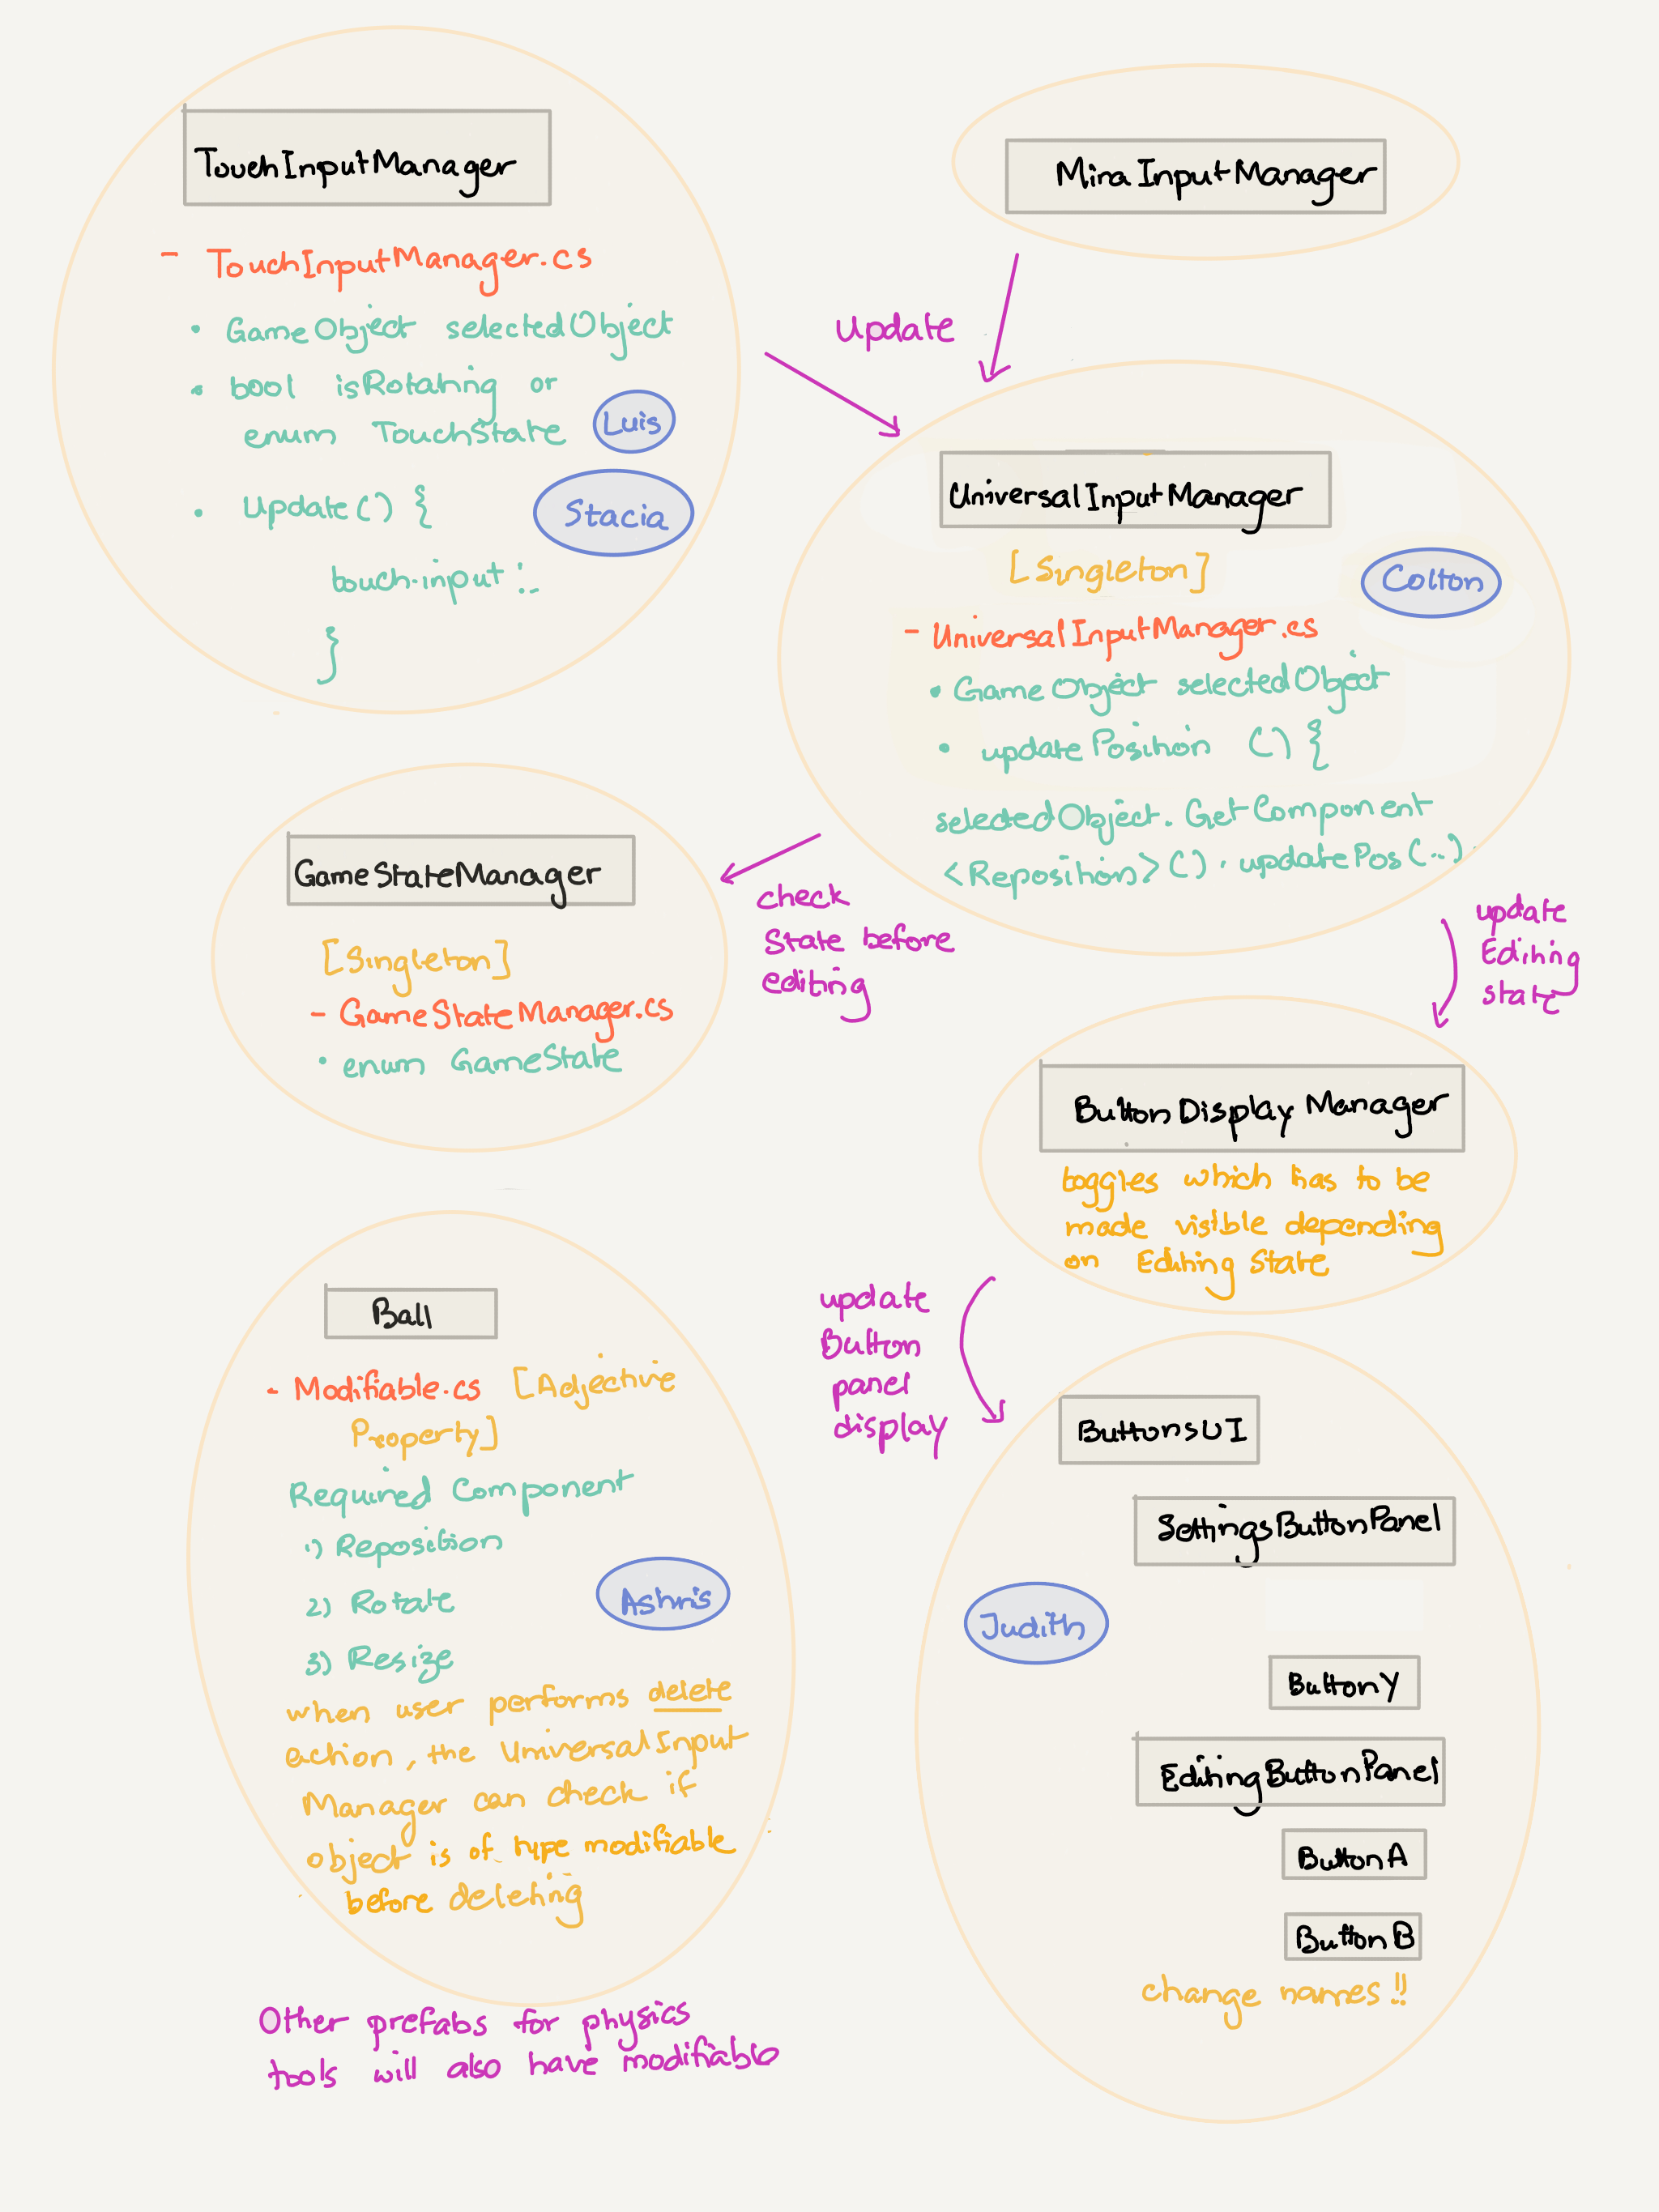 TouchInputManager
- TouchInputManager.cs
• GameObject selectedObject
• bool isRotating or
enum TouchState
Luis
• Update() {
Stacia
touch.input :-
}
MiraInputManager
Update
UniversalInputManager
[Singleton]
Colton
- UniversalInputManager.cs
• GameObject selectedObject
• updatePosition () {
selectedObject. GetComponent
<Reposition>() . updatePos(...)
GameStateManager
[Singleton]
- GameStateManager.cs
• enum GameState
check
State before
editing
update
Editing
state
ButtonDisplayManager
toggles which has to be
made visible depending
on Editing State
update
Button
panel
display
Ball
- Modifiable.cs [Adjective
Property]
Required Component
1) Reposition
2) Rotate
3) Resize
Ashris
when user performs delete
action, the UniversalInput
Manager can check if
object is of type modifiable
before deleting
Other prefabs for physics
tools will also have modifiable
ButtonsUI
SettingsButtonPanel
Judith
ButtonY
EditingButtonPanel
ButtonA
ButtonB
change names!!